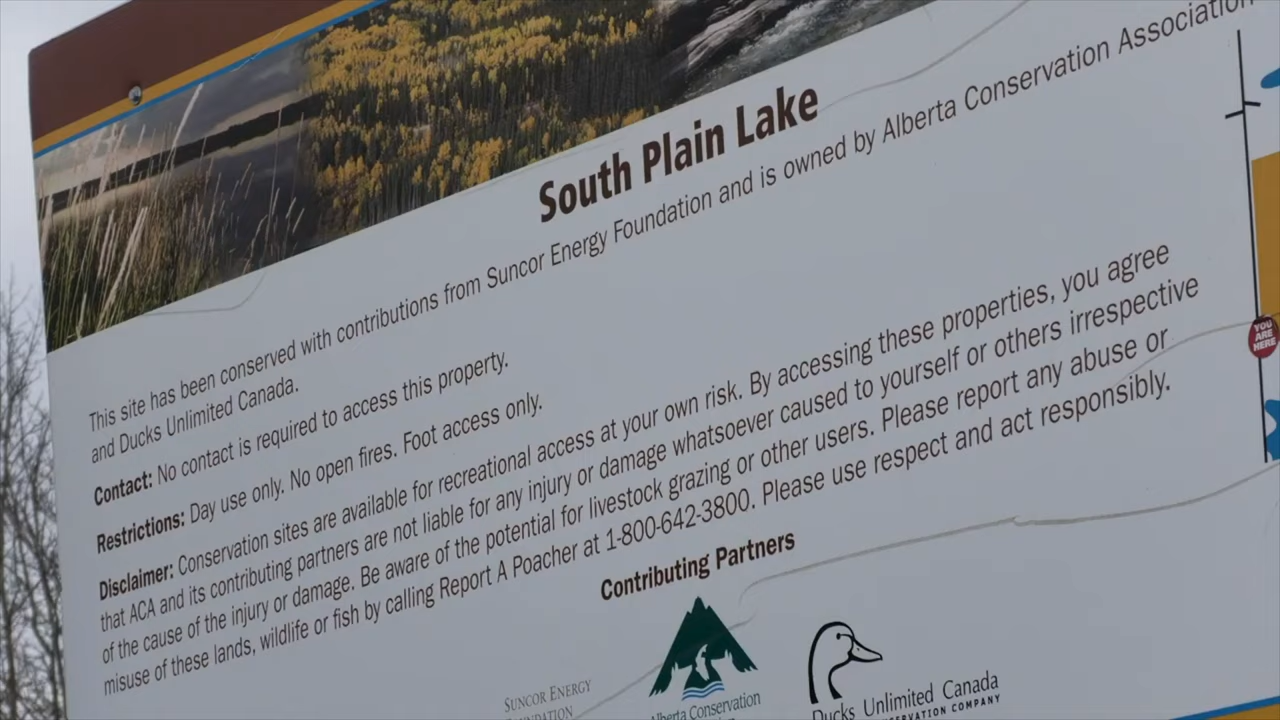 South Plain Lake
This site has been conserved with contributions from Suncor Energy Foundation and is owned by Alberta Conservation Association
and Ducks Unlimited Canada.
Contact: No contact is required to access this property.
Restrictions: Day use only. No open fires. Foot access only.
Disclaimer: Conservation sites are available for recreational access at your own risk. By accessing these properties, you agree
that ACA and its contributing partners are not liable for any injury or damage whatsoever caused to yourself or others irrespective
of the cause of the injury or damage. Be aware of the potential for livestock grazing or other users. Please report any abuse or
misuse of these lands, wildlife or fish by calling Report A Poacher at 1-800-642-3800. Please use respect and act responsibly.
YOU
ARE
HERE
Contributing Partners
SUNCOR ENERGY
FOUNDATION
Alberta Conservation
Ducks Unlimited Canada
CONSERVATION COMPANY